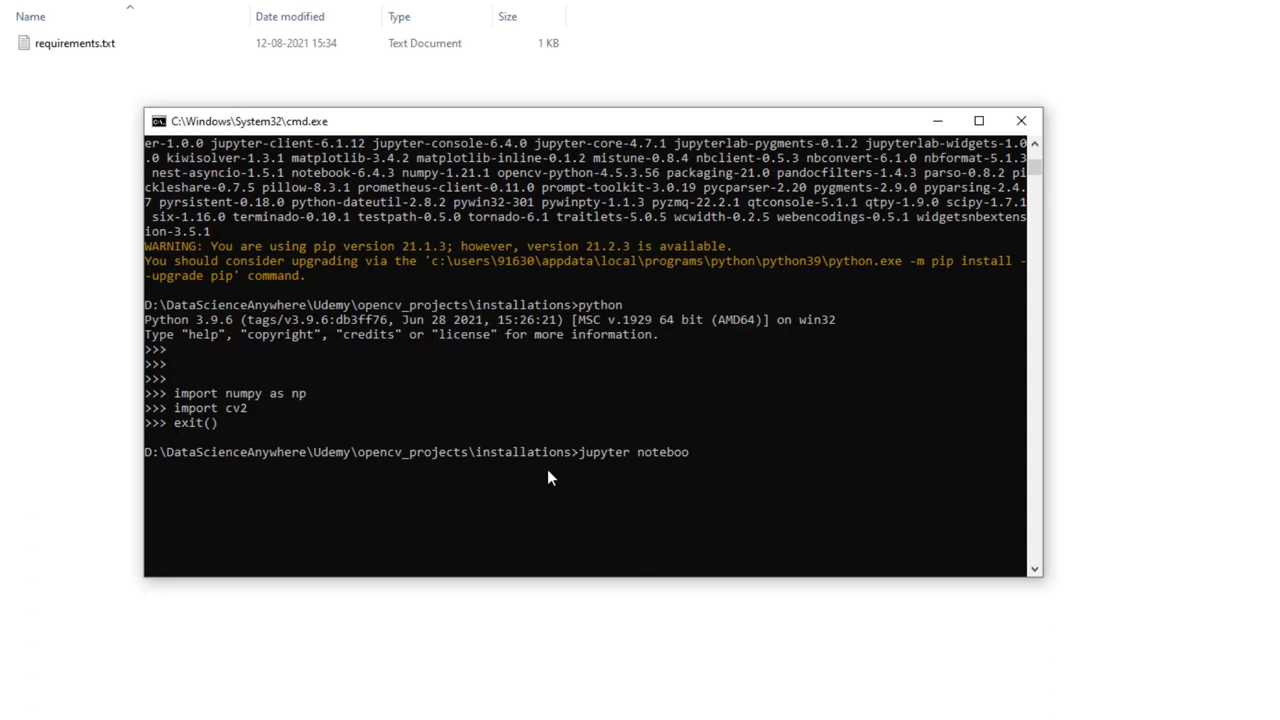 Name Date modified Type Size
requirements.txt 12-08-2021 15:34 Text Document 1 KB
C:\Windows\System32\cmd.exe
er-1.0.0 jupyter-client-6.1.12 jupyter-console-6.4.0 jupyter-core-4.7.1 jupyterlab-pygments-0.1.2 jupyterlab-widgets-1.0
.0 kiwisolver-1.3.1 matplotlib-3.4.2 matplotlib-inline-0.1.2 mistune-0.8.4 nbclient-0.5.3 nbconvert-6.1.0 nbformat-5.1.3
nest-asyncio-1.5.1 notebook-6.4.3 numpy-1.21.1 opencv-python-4.5.3.56 packaging-21.0 pandocfilters-1.4.3 parso-0.8.2 pi
ckleshare-0.7.5 pillow-8.3.1 prometheus-client-0.11.0 prompt-toolkit-3.0.19 pycparser-2.20 pygments-2.9.0 pyparsing-2.4.
7 pyrsistent-0.18.0 python-dateutil-2.8.2 pywin32-301 pywinpty-1.1.3 pyzmq-22.2.1 qtconsole-5.1.1 qtpy-1.9.0 scipy-1.7.1
six-1.16.0 terminado-0.10.1 testpath-0.5.0 tornado-6.1 traitlets-5.0.5 wcwidth-0.2.5 webencodings-0.5.1 widgetsnbextens
ion-3.5.1
WARNING: You are using pip version 21.1.3; however, version 21.2.3 is available.
You should consider upgrading via the 'c:\users\91630\appdata\local\programs\python\python39\python.exe -m pip install -
-upgrade pip' command.
D:\DataScienceAnywhere\Udemy\opencv_projects\installations>python
Python 3.9.6 (tags/v3.9.6:db3ff76, Jun 28 2021, 15:26:21) [MSC v.1929 64 bit (AMD64)] on win32
Type "help", "copyright", "credits" or "license" for more information.
>>>
>>>
>>>
>>> import numpy as np
>>> import cv2
>>> exit()
D:\DataScienceAnywhere\Udemy\opencv_projects\installations>jupyter noteboo